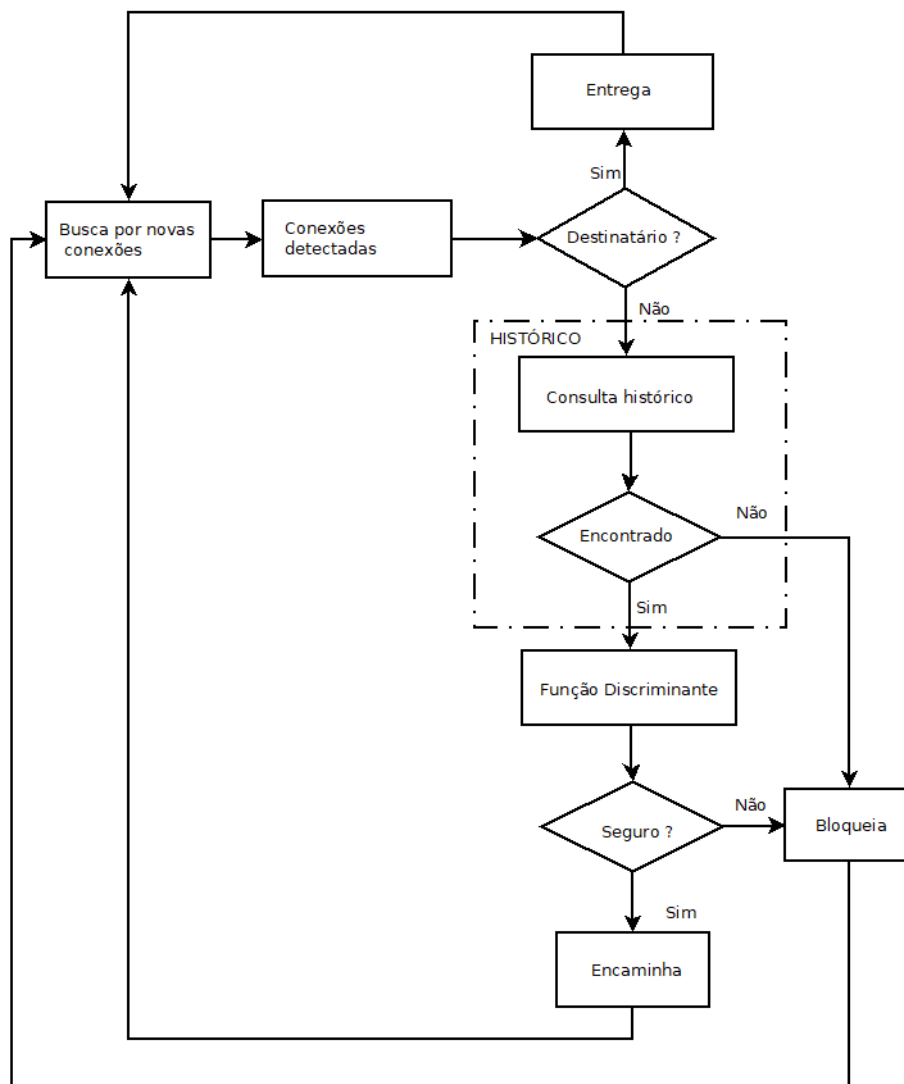 Entrega
Sim
Busca por novas
conexões
Conexões
detectadas
Destinatário ?
Não
HISTÓRICO
Consulta histórico
Encontrado
Não
Sim
Função Discriminante
Seguro ?
Não
Bloqueia
Sim
Encaminha